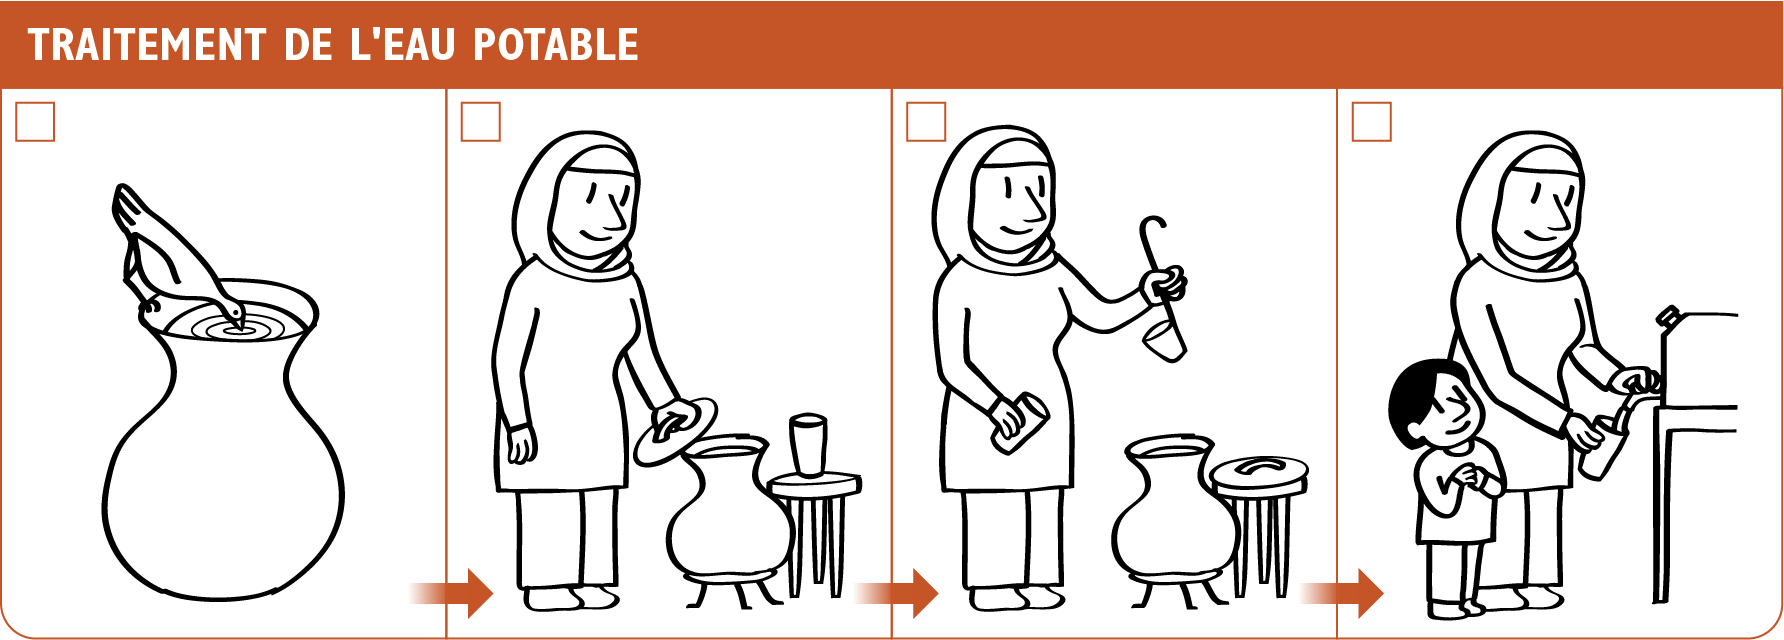 TRAITEMENT DE L'EAU POTABLE